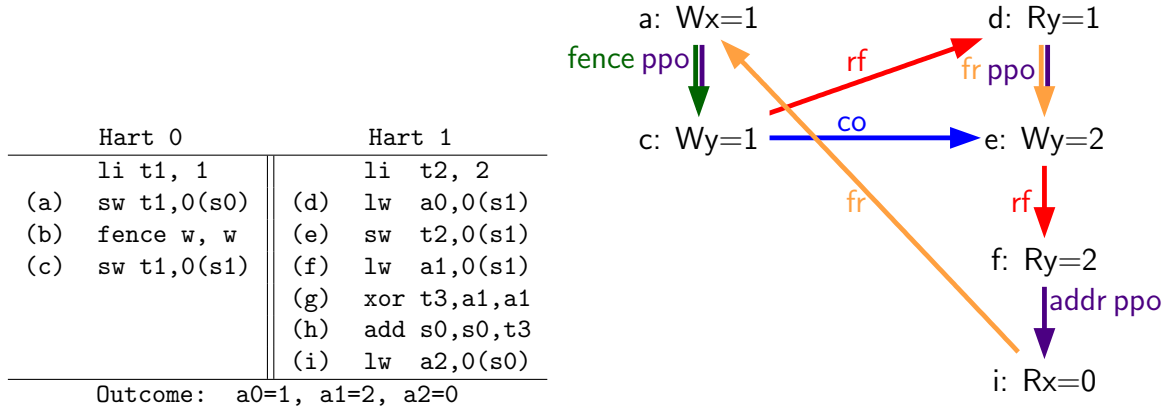 Hart 0 Hart 1
li t1, 1 li t2, 2
(a) sw t1,0(s0) (d) lw a0,0(s1)
(b) fence w, w (e) sw t2,0(s1)
(c) sw t1,0(s1) (f) lw a1,0(s1)
(g) xor t3,a1,a1
(h) add s0,s0,t3
(i) lw a2,0(s0)
Outcome: a0=1, a1=2, a2=0
a: Wx=1 d: Ry=1
fence ppo rf fr ppo
c: Wy=1 co e: Wy=2
fr rf
f: Ry=2
addr ppo
i: Rx=0